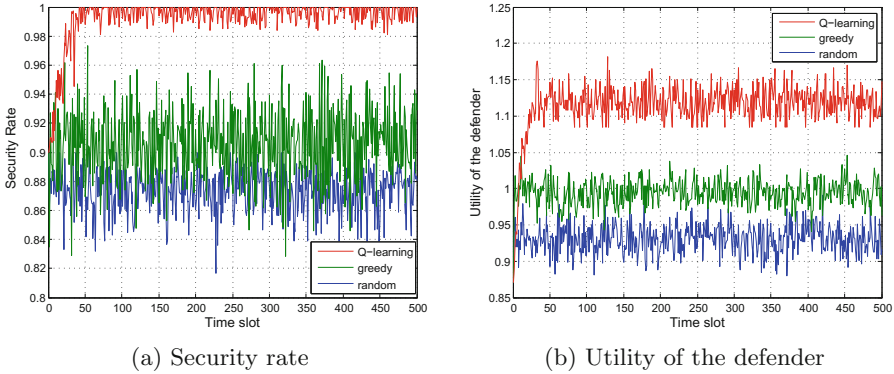 1
0.98
0.96
0.94
0.92
0.9
0.88
0.86
0.84
0.82
0.8
Security Rate
0 50 100 150 200 250 300 350 400 450 500
Time slot
Q−learning
greedy
random
(a) Security rate
1.25
1.2
1.15
1.1
1.05
1
0.95
0.9
0.85
Utility of the defender
0 50 100 150 200 250 300 350 400 450 500
Time slot
Q−learning
greedy
random
(b) Utility of the defender